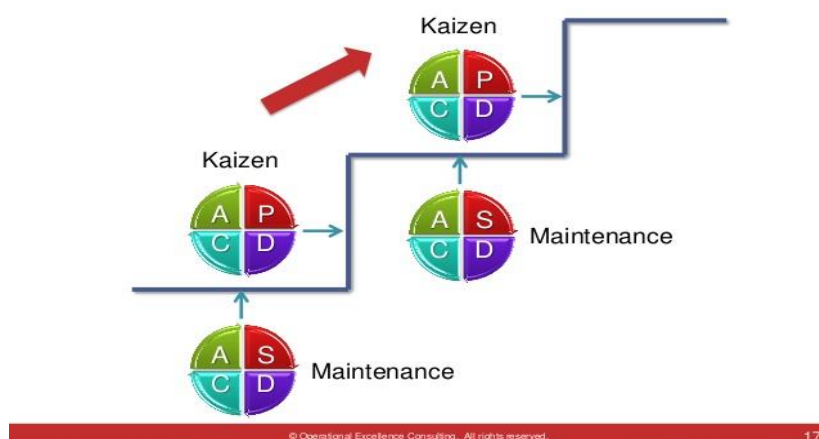 Kaizen
A P
C D
Kaizen
A P
C D
A S
C D
Maintenance
A S
C D
Maintenance
© Operational Excellence Consulting. All rights reserved.
17